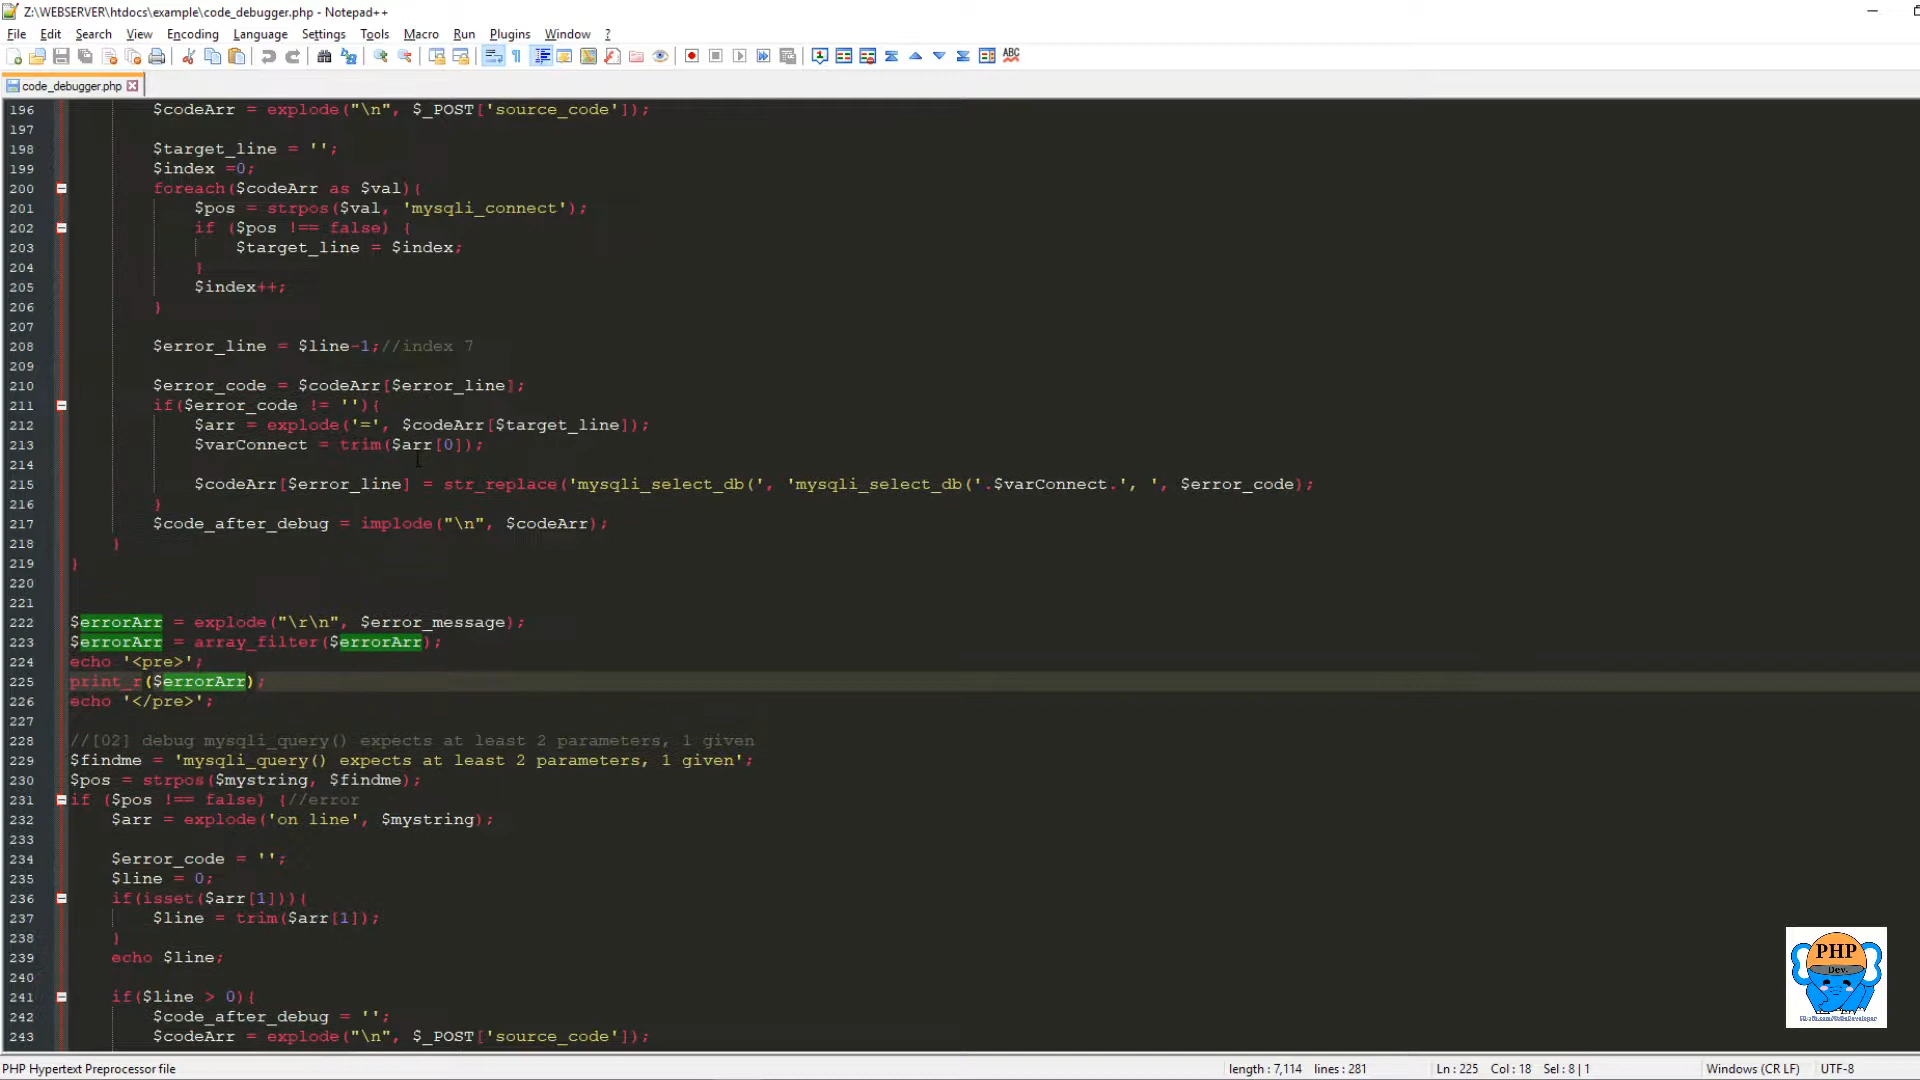 Z:\WEBSERVER\htdocs\example\code_debugger.php - Notepad++
File Edit Search View Encoding Language Settings Tools Macro Run Plugins Window ?
ABC
code_debugger.php
196 $codeArr = explode("\n", $_POST['source_code']);
197
198 $target_line = '';
199 $index =0;
200 foreach($codeArr as $val){
201 $pos = strpos($val, 'mysqli_connect');
202 if ($pos !== false) {
203 $target_line = $index;
204 }
205 $index++;
206 }
207
208 $error_line = $line-1;//index 7
209
210 $error_code = $codeArr[$error_line];
211 if($error_code != ''){
212 $arr = explode('=', $codeArr[$target_line]);
213 $varConnect = trim($arr[0]);
214
215 $codeArr[$error_line] = str_replace('mysqli_select_db(', 'mysqli_select_db('.$varConnect.', ', $error_code);
216 }
217 $code_after_debug = implode("\n", $codeArr);
218 }
219 }
220
221
222 $errorArr = explode("\r\n", $error_message);
223 $errorArr = array_filter($errorArr);
224 echo '<pre>';
225 print_r($errorArr);
226 echo '</pre>';
227
228 //[02] debug mysqli_query() expects at least 2 parameters, 1 given
229 $findme = 'mysqli_query() expects at least 2 parameters, 1 given';
230 $pos = strpos($mystring, $findme);
231 if ($pos !== false) {//error
232 $arr = explode('on line', $mystring);
233
234 $error_code = '';
235 $line = 0;
236 if(isset($arr[1])){
237 $line = trim($arr[1]);
238 }
239 echo $line;
240
241 if($line > 0){
242 $code_after_debug = '';
243 $codeArr = explode("\n", $_POST['source_code']);
PHP
Dev.
PHP Hypertext Preprocessor file length : 7,114 lines : 281 Ln : 225 Col : 18 Sel : 8 | 1 Windows (CR LF) UTF-8